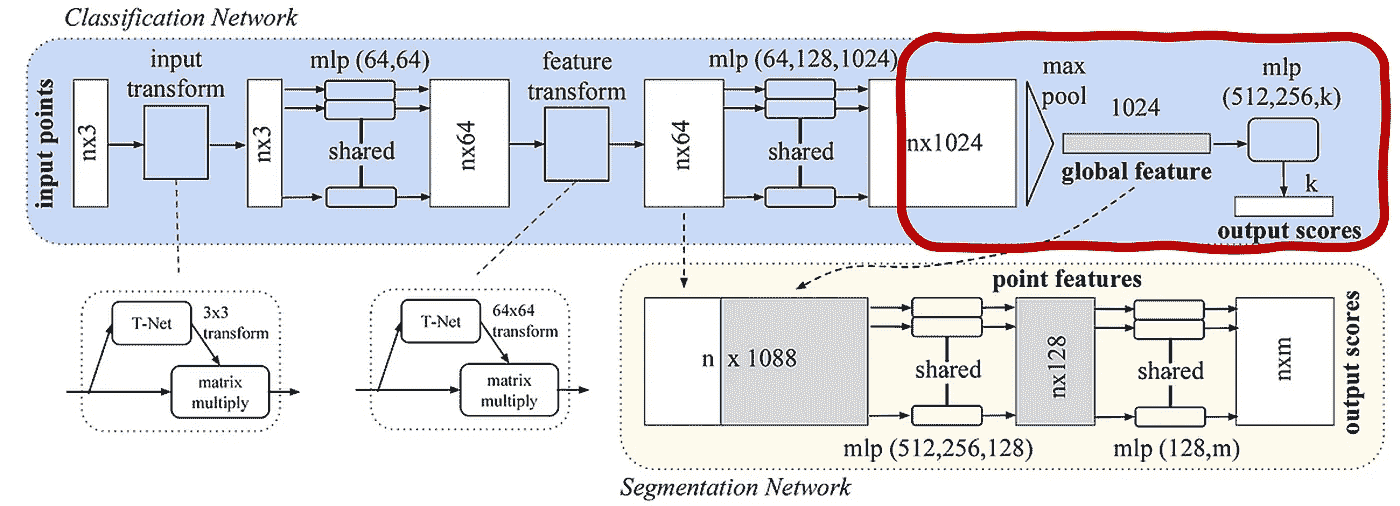 Classification Network
input points
nx3
input
transform
nx3
mlp (64,64)
shared
nx64
feature
transform
nx64
mlp (64,128,1024)
shared
nx1024
max
pool
1024
global feature
mlp
(512,256,k)
k
output scores
T-Net
3x3
transform
matrix
multiply
T-Net
64x64
transform
matrix
multiply
point features
n x 1088
shared
mlp (512,256,128)
nx128
shared
mlp (128,m)
nxm
output scores
Segmentation Network